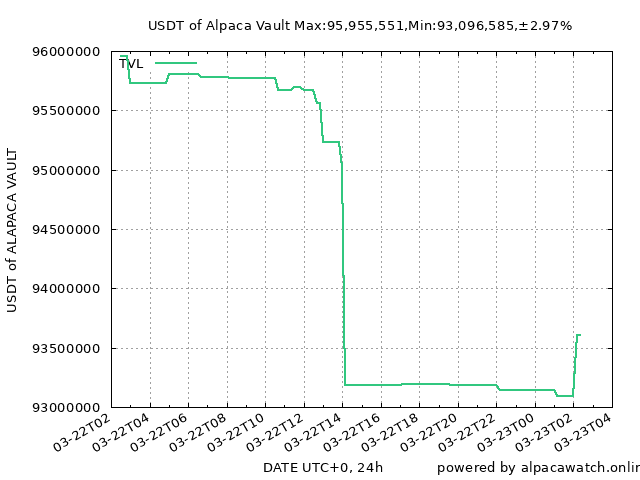 USDT of Alpaca Vault Max:95,955,551,Min:93,096,585,±2.97%
USDT of ALAPACA VAULT
96000000
95500000
95000000
94500000
94000000
93500000
93000000
TVL
03-22T02
03-22T04
03-22T06
03-22T08
03-22T10
03-22T12
03-22T14
03-22T16
03-22T18
03-22T20
03-22T22
03-23T00
03-23T02
03-23T04
DATE UTC+0, 24h
powered by alpacawatch.onlin